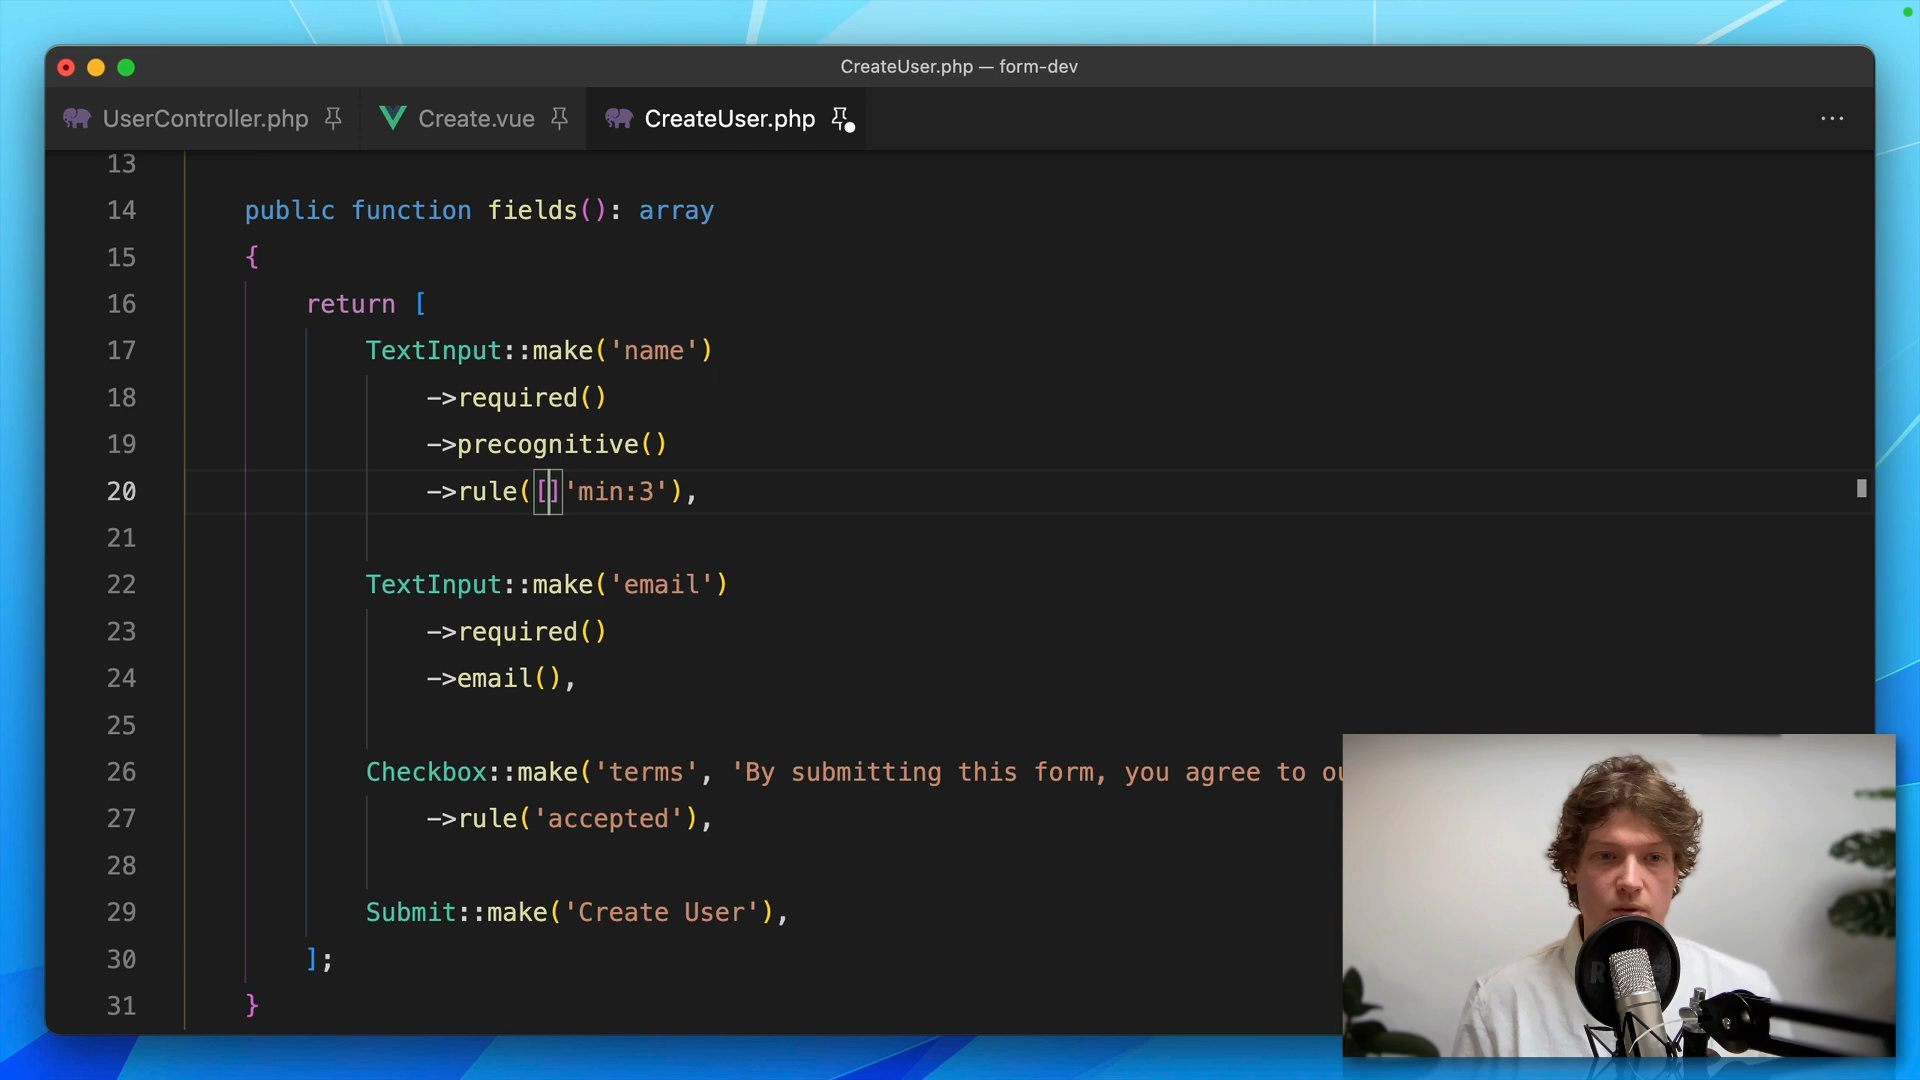 CreateUser.php — form-dev
UserController.php
Create.vue
CreateUser.php
...
13
14 public function fields(): array
15 {
16 return [
17 TextInput::make('name')
18 ->required()
19 ->precognitive()
20 ->rule([]'min:3'),
21
22 TextInput::make('email')
23 ->required()
24 ->email(),
25
26 Checkbox::make('terms', 'By submitting this form, you agree to
27 ->rule('accepted'),
28
29 Submit::make('Create User'),
30 ];
31 }